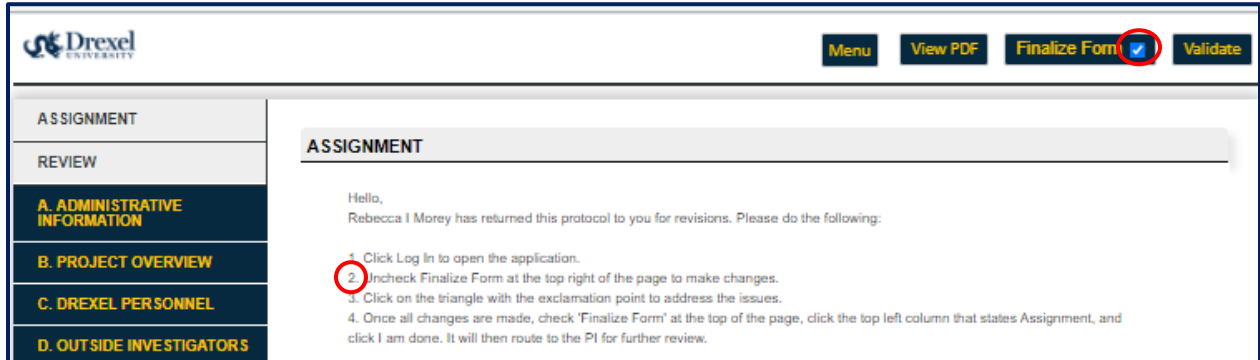 Drexel
UNIVERSITY
Menu
View PDF
Finalize Form
Validate
ASSIGNMENT
REVIEW
A. ADMINISTRATIVE
INFORMATION
B. PROJECT OVERVIEW
C. DREXEL PERSONNEL
D. OUTSIDE INVESTIGATORS
ASSIGNMENT
Hello,
Rebecca I Morey has returned this protocol to you for revisions. Please do the following:
1. Click Log In to open the application.
2. Uncheck Finalize Form at the top right of the page to make changes.
3. Click on the triangle with the exclamation point to address the issues.
4. Once all changes are made, check 'Finalize Form' at the top of the page, click the top left column that states Assignment, and
click I am done. It will then route to the PI for further review.